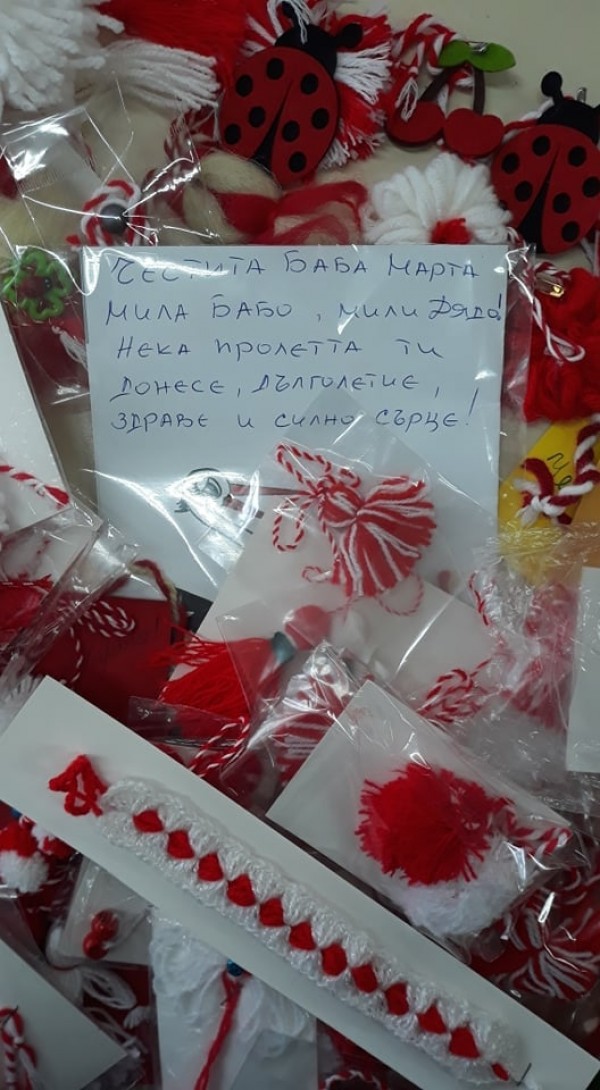 ЧЕСТИТА БАБА МАРТА
МИЛА БАБО, МИЛИ ДЯДО!
НЕКА ПРОЛЕТТА ТИ
ДОНЕСЕ, ДЪЛГОЛЕТИЕ,
ЗДРАВЕ И СИЛНО СЪРЦЕ!